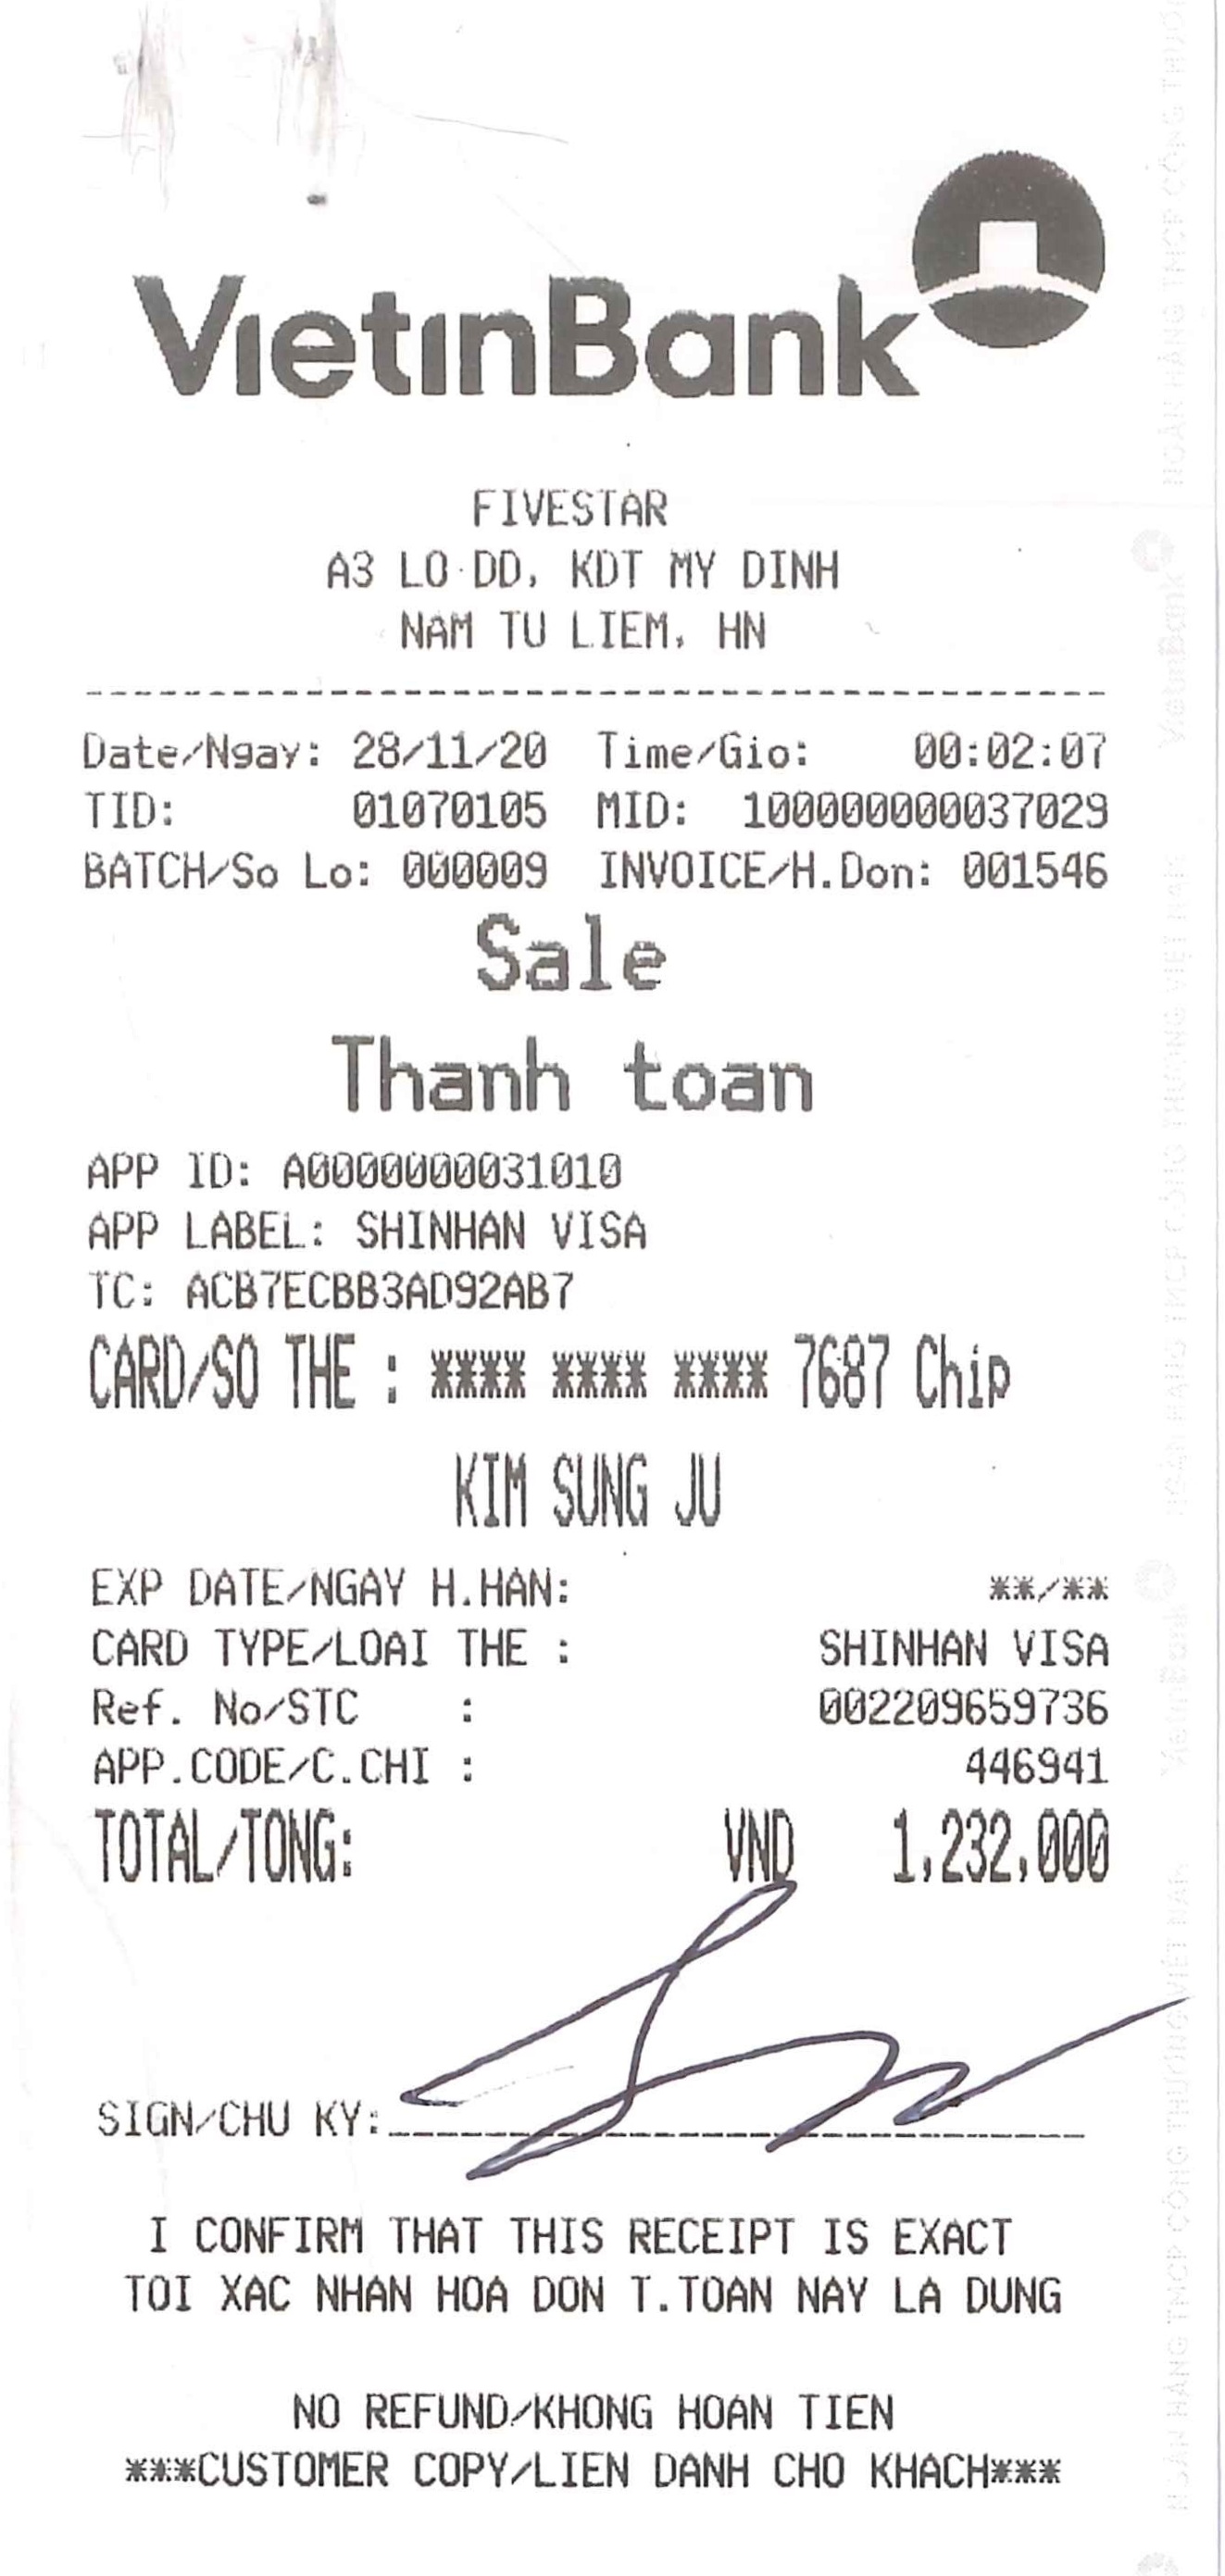 VietinBank
FIVESTAR
A3 LO DD, KDT MY DINH
NAM TU LIEM, HN
Date/Ngay: 28/11/20 Time/Gio: 00:02:07
TID: 01070105 MID: 100000000037029
BATCH/So Lo: 000009 INVOICE/H.Don: 001546
Sale
Thanh toan
APP ID: A0000000031010
APP LABEL: SHINHAN VISA
TC: ACB7ECBB3AD92AB7
CARD/SO THE : **** **** **** 7687 Chip
KIM SUNG JU
EXP DATE/NGAY H.HAN: **/**
CARD TYPE/LOAI THE : SHINHAN VISA
Ref. No/STC : 002209659736
APP.CODE/C.CHI : 446941
TOTAL/TONG: VND 1,232,000
SIGN/CHU KY:
I CONFIRM THAT THIS RECEIPT IS EXACT
TOI XAC NHAN HOA DON T.TOAN NAY LA DUNG
NO REFUND/KHONG HOAN TIEN
***CUSTOMER COPY/LIEN DANH CHO KHACH***